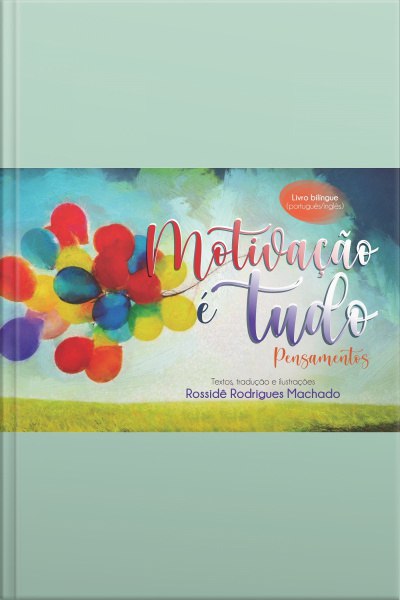 Livro bilíngue
(português/inglês)
Motivação
é tudo
Pensamentos
Textos, tradução e ilustrações
Rossidê Rodrigues Machado